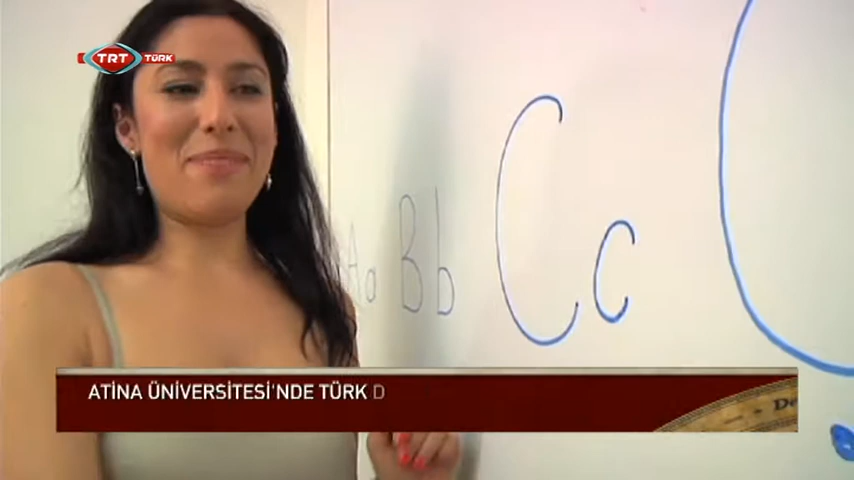 TRT TÜRK
Aa Bb Cc
ATİNA ÜNİVERSİTESİ'NDE TÜRK D